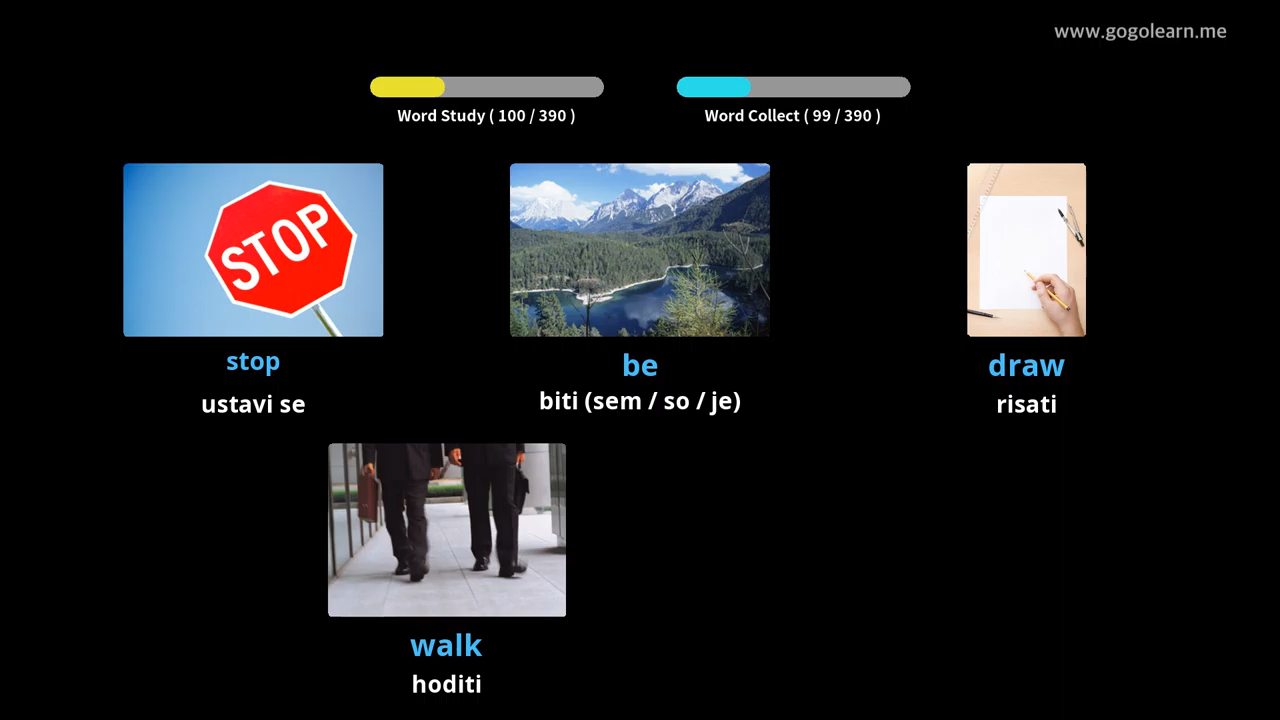 www.gogolearn.me
Word Study ( 100 / 390 )
Word Collect ( 99 / 390 )
STOP
stop
be
draw
ustavi se
biti (sem / so / je)
risati
walk
hoditi